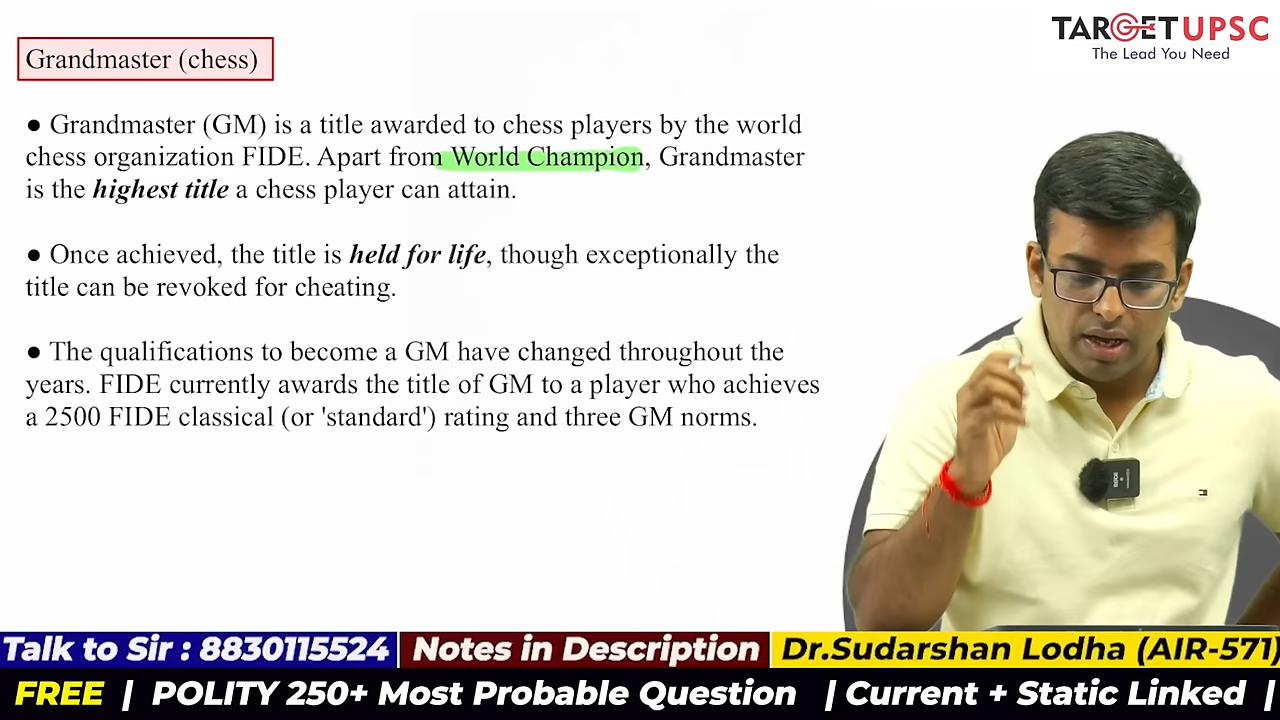 TARGETUPSC
The Lead You Need
Grandmaster (chess)
● Grandmaster (GM) is a title awarded to chess players by the world
chess organization FIDE. Apart from World Champion, Grandmaster
is the highest title a chess player can attain.
● Once achieved, the title is held for life, though exceptionally the
title can be revoked for cheating.
● The qualifications to become a GM have changed throughout the
years. FIDE currently awards the title of GM to a player who achieves
a 2500 FIDE classical (or 'standard') rating and three GM norms.
Talk to Sir : 8830115524 Notes in Description Dr.Sudarshan Lodha (AIR-571)
FREE | POLITY 250+ Most Probable Question | Current + Static Linked |